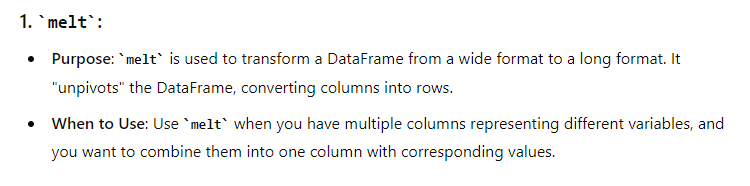 1. `melt`:
• Purpose: `melt` is used to transform a DataFrame from a wide format to a long format. It
"unpivots" the DataFrame, converting columns into rows.
• When to Use: Use `melt` when you have multiple columns representing different variables, and
you want to combine them into one column with corresponding values.